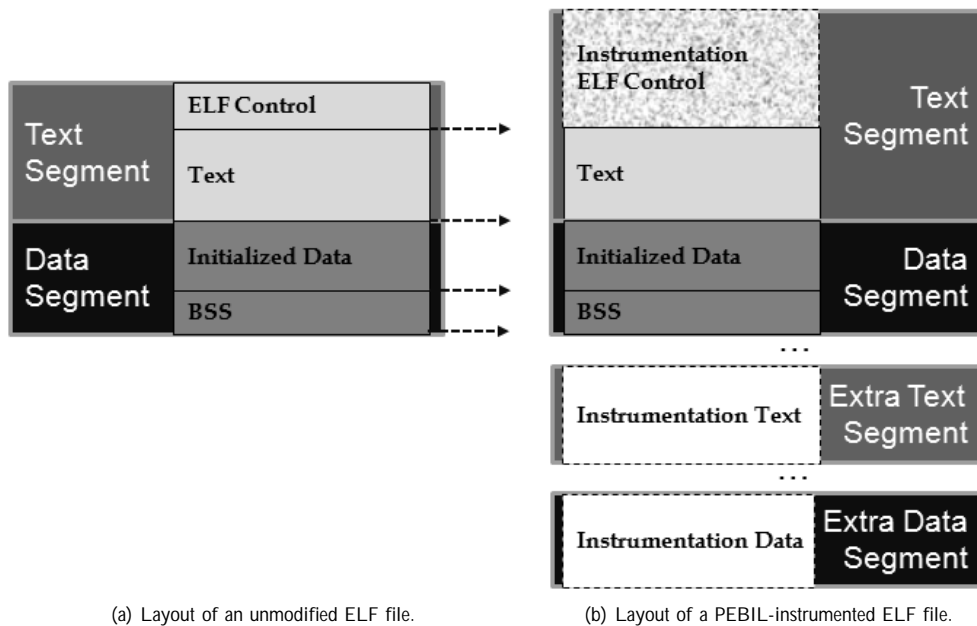 Text
Segment
ELF Control
Text
Data
Segment
Initialized Data
BSS
(a) Layout of an unmodified ELF file.
Instrumentation
ELF Control
Text
Segment
Text
Initialized Data
BSS
Data
Segment
...
Instrumentation Text
Extra Text
Segment
...
Instrumentation Data
Extra Data
Segment
(b) Layout of a PEBIL-instrumented ELF file.